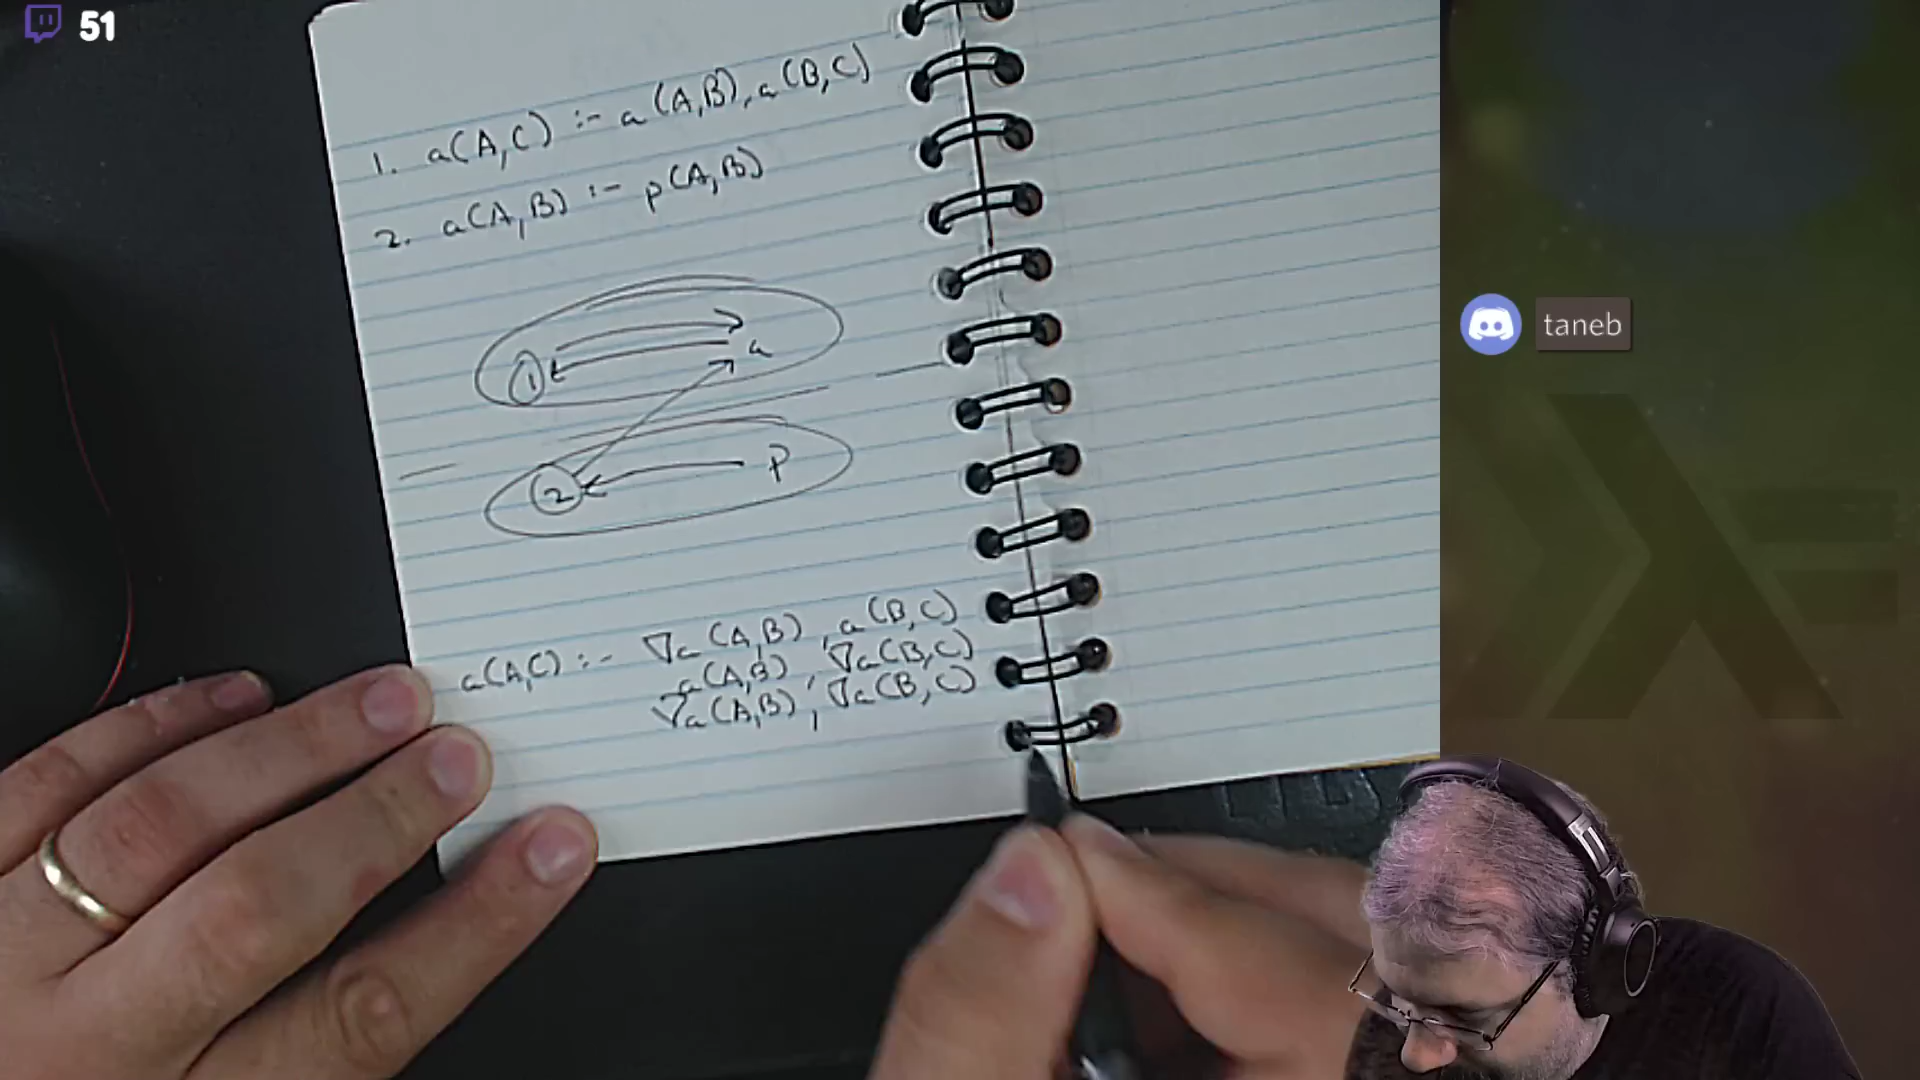 51
1. a(A,C) :- a(A,B), a(B,C)
2. a(A,B) :- p(A,B)
1 a
2 p
a(A,C) :- ∇a(A,B), a(B,C)
a(A,B), ∇a(B,C)
∇a(A,B), ∇a(B,C)
taneb